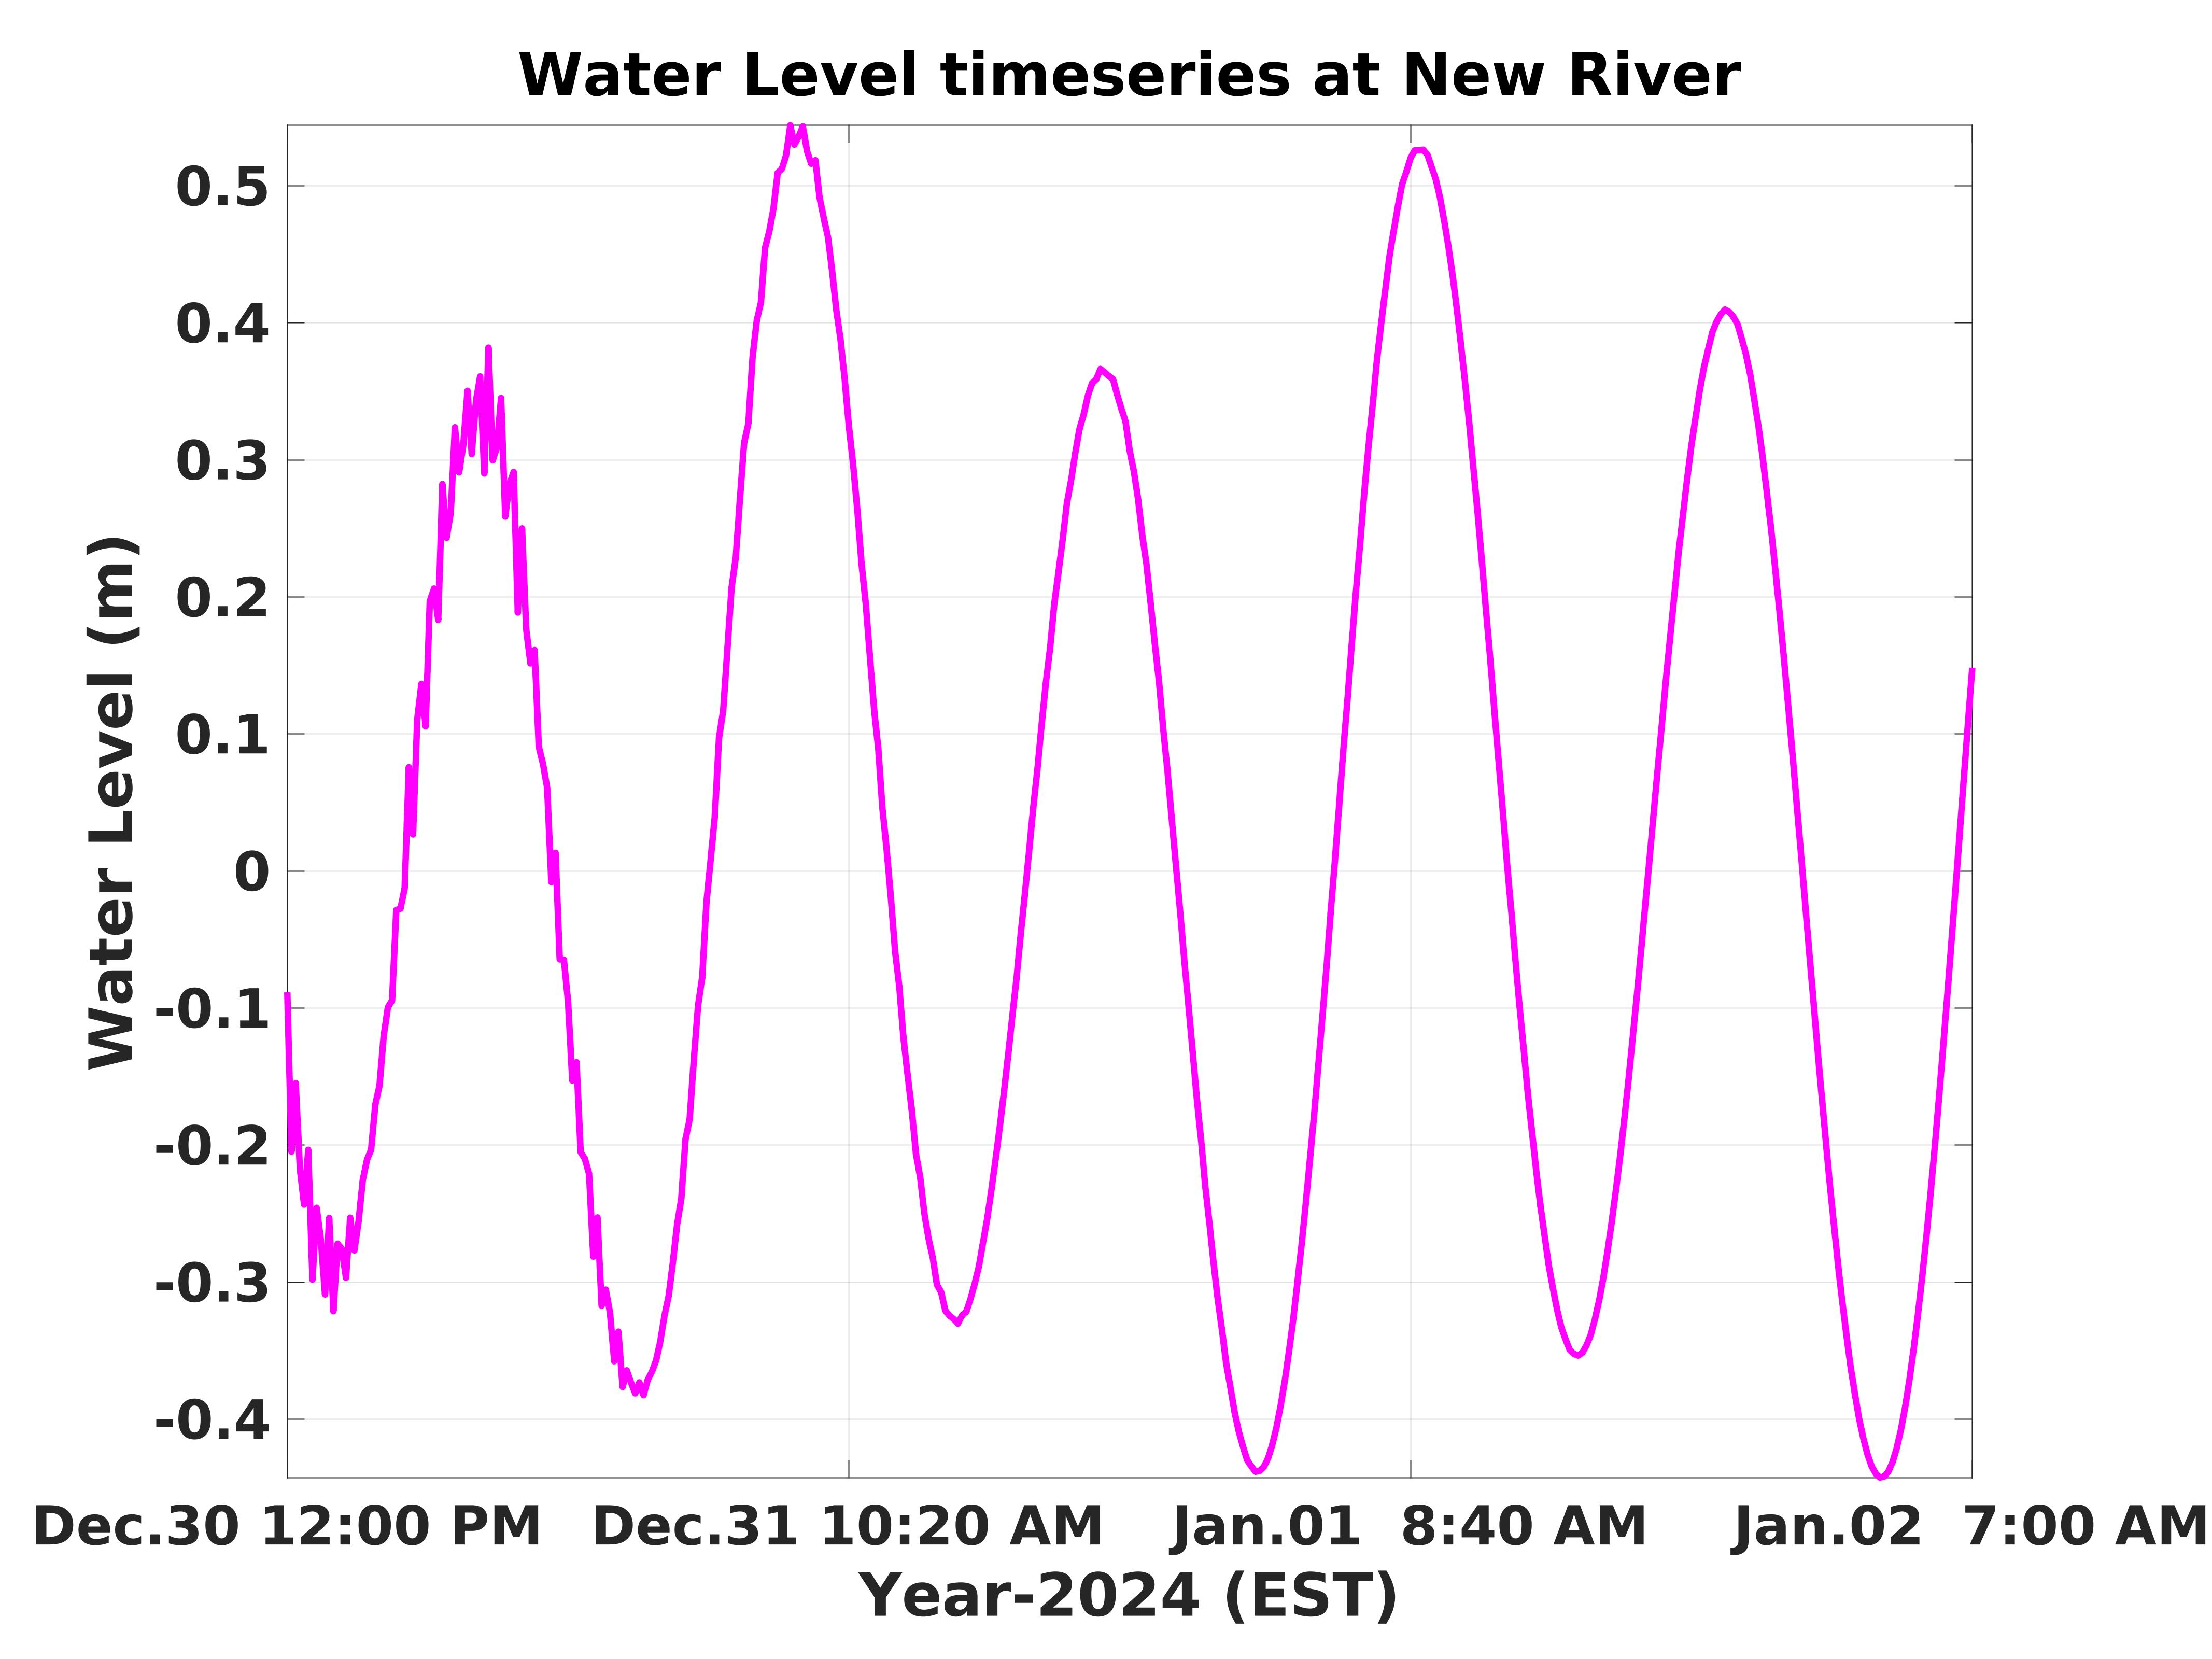 Water Level timeseries at New River
Water Level (m)
0.5
0.4
0.3
0.2
0.1
0
-0.1
-0.2
-0.3
-0.4
Dec.30 12:00 PM Dec.31 10:20 AM Jan.01 8:40 AM Jan.02 7:00 AM
Year-2024 (EST)